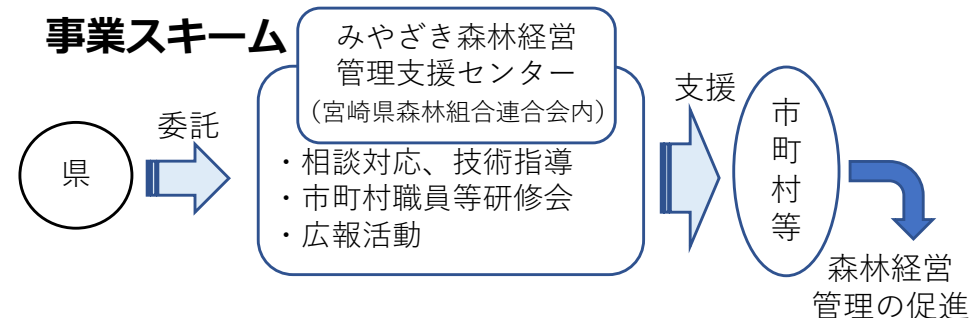 事業スキーム
みやざき森林経営
管理支援センター
(宮崎県森林組合連合会内)
県
委託
・相談対応、技術指導
・市町村職員等研修会
・広報活動
支援
市
町
村
等
森林経営
管理の促進